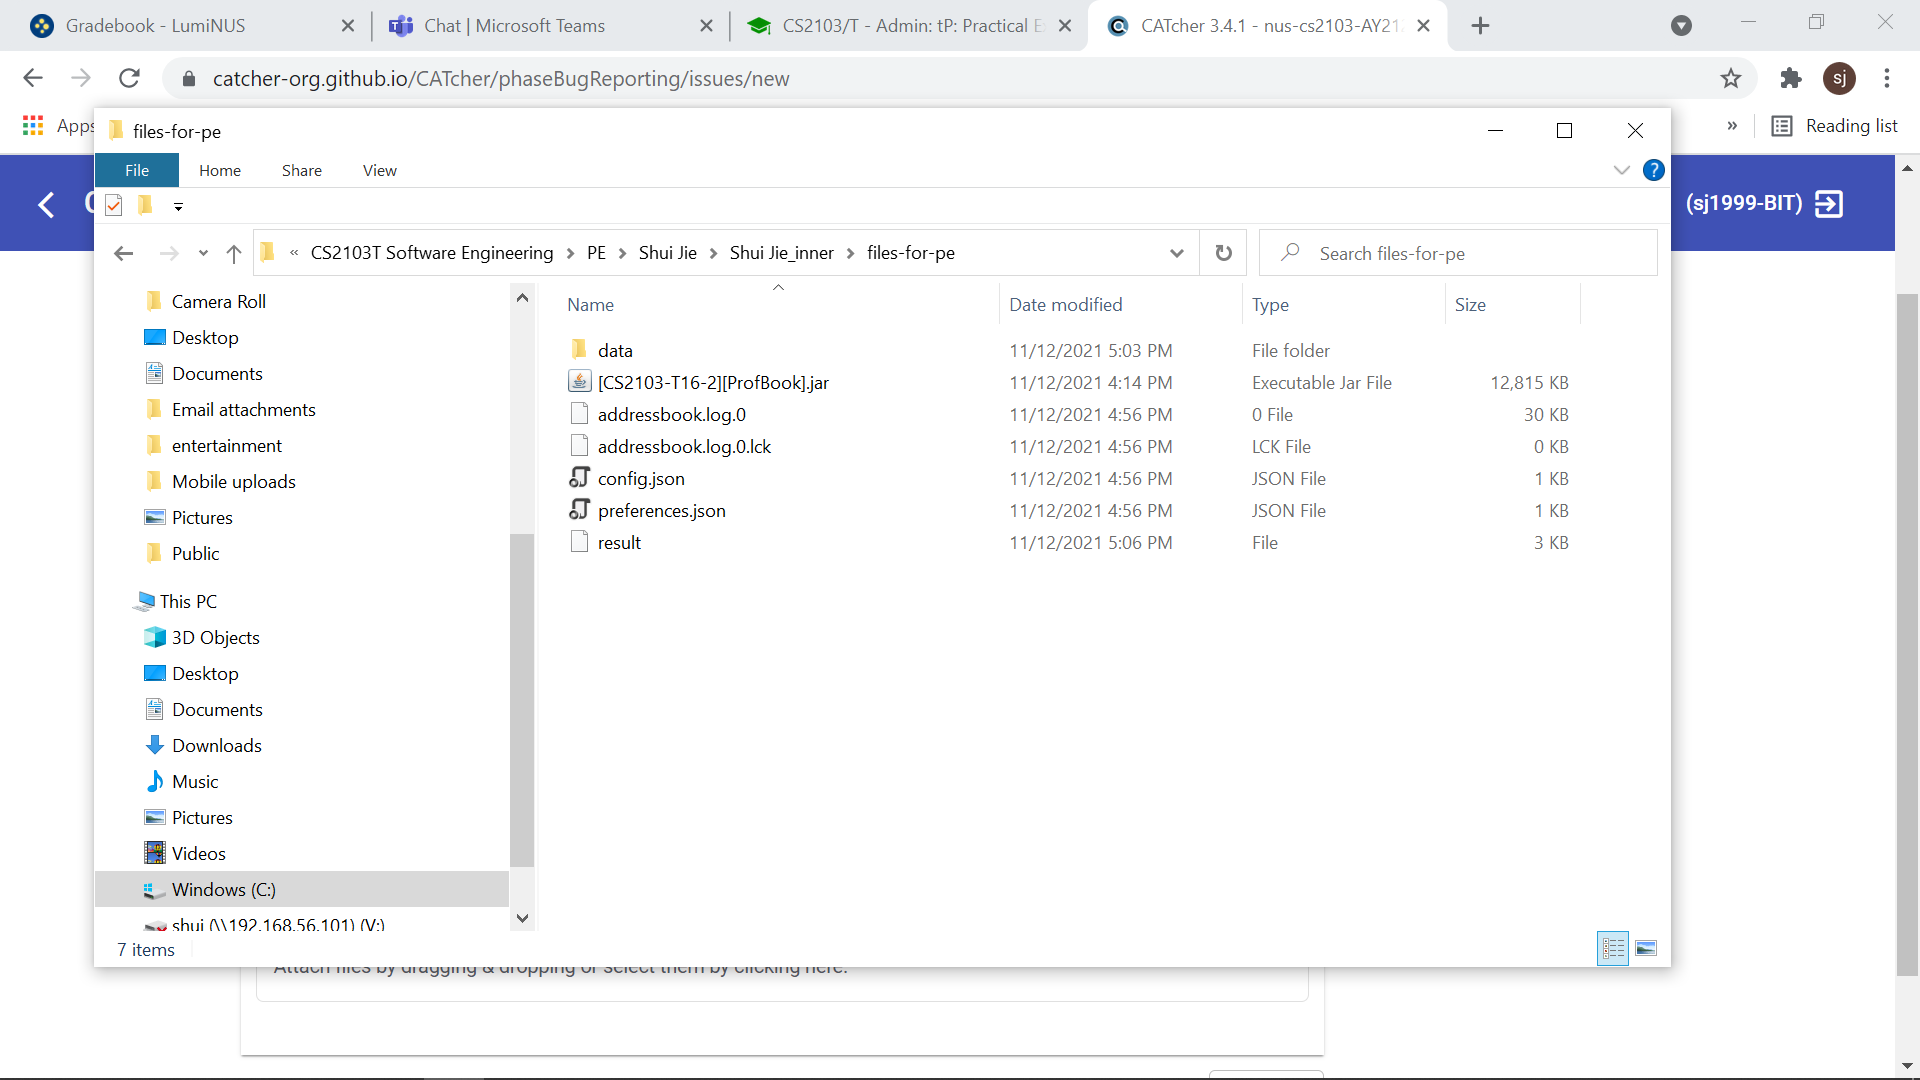 Gradebook - LumiNUS
Chat | Microsoft Teams
CS2103/T - Admin: tP: Practical E
CATcher 3.4.1 - nus-cs2103-AY21
catcher-org.github.io/CATcher/phaseBugReporting/issues/new
sj
Apps
»
Reading list
files-for-pe
File
Home
Share
View
?
(sj1999-BIT)
« CS2103T Software Engineering > PE > Shui Jie > Shui Jie_inner > files-for-pe
Search files-for-pe
Name
Date modified
Type
Size
Camera Roll
Desktop
Documents
Email attachments
entertainment
Mobile uploads
Pictures
Public
This PC
3D Objects
Desktop
Documents
Downloads
Music
Pictures
Videos
Windows (C:)
shui (\\192.168.56.101) (V:)
data 11/12/2021 5:03 PM File folder
[CS2103-T16-2][ProfBook].jar 11/12/2021 4:14 PM Executable Jar File 12,815 KB
addressbook.log.0 11/12/2021 4:56 PM 0 File 30 KB
addressbook.log.0.lck 11/12/2021 4:56 PM LCK File 0 KB
config.json 11/12/2021 4:56 PM JSON File 1 KB
preferences.json 11/12/2021 4:56 PM JSON File 1 KB
result 11/12/2021 5:06 PM File 3 KB
7 items
Attach files by dragging & dropping or select them by clicking here.